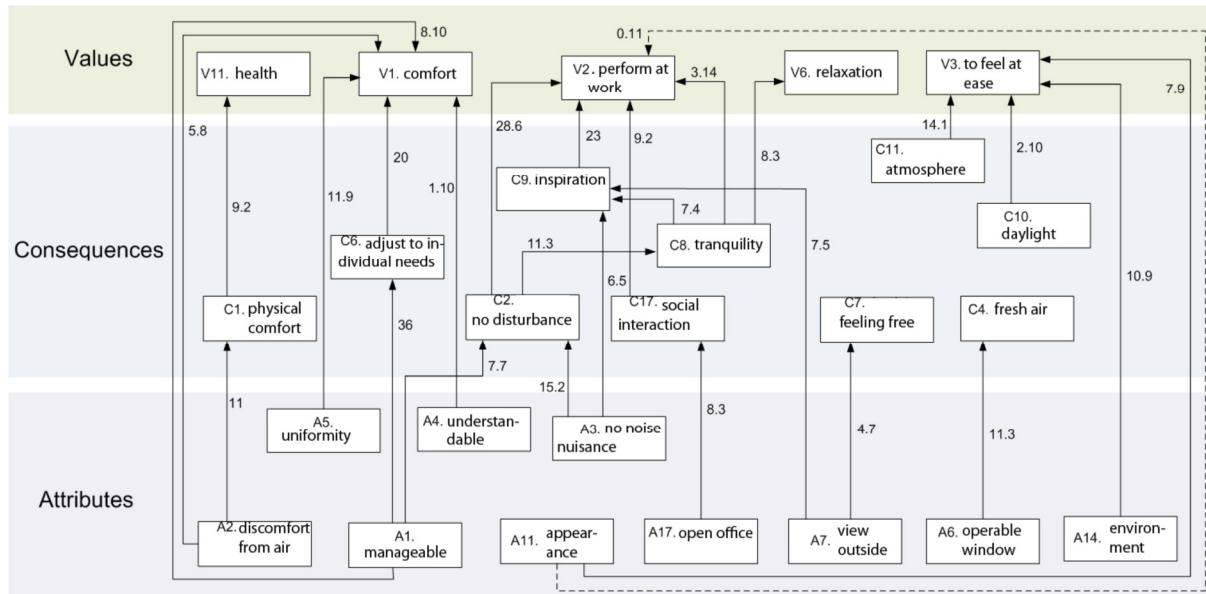 8.10
0.11
Values
V11. health
V1. comfort
V2. perform at
work
3.14
V6. relaxation
V3. to feel at
ease
7.9
5.8
28.6
23
9.2
14.1
2.10
C11.
atmosphere
20
8.3
1.10
C9. inspiration
9.2
11.9
7.4
C10.
daylight
Consequences
C6. adjust to in-
dividual needs
11.3
C8. tranquility
7.5
6.5
10.9
C1. physical
comfort
36
C2.
no disturbance
C17. social
interaction
C7.
feeling free
C4. fresh air
7.7
15.2
11
8.3
4.7
11.3
A5.
uniformity
A4. understan-
dable
A3. no noise
nuisance
Attributes
A2. discomfort
from air
A1.
manageable
A11. appear-
ance
A17. open office
A7. view
outside
A6. operable
window
A14. environ-
ment